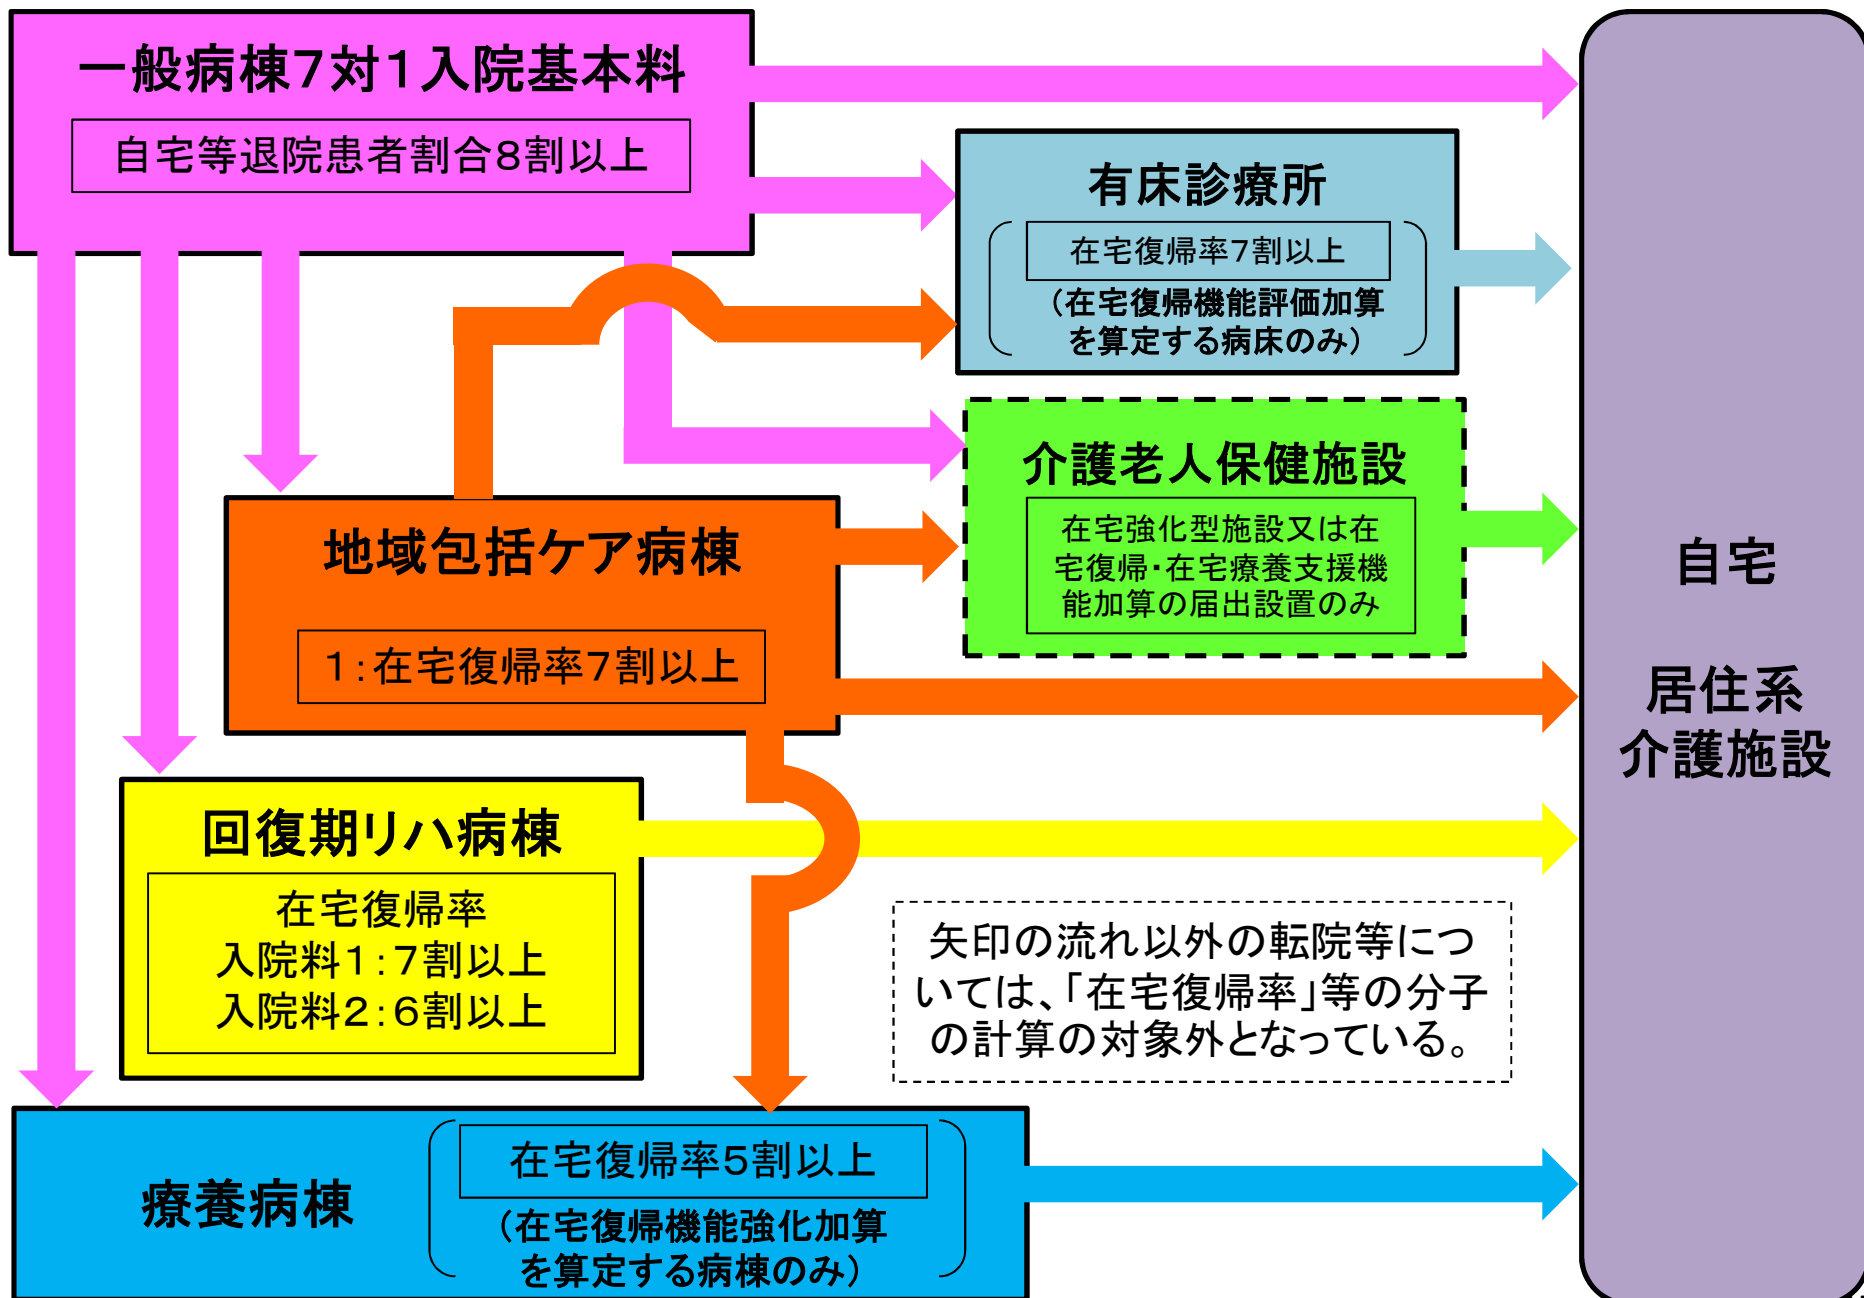 一般病棟7対1入院基本料
自宅等退院患者割合8割以上
有床診療所
在宅復帰率7割以上
（在宅復帰機能評価加算
を算定する病床のみ）
介護老人保健施設
在宅強化型施設又は在
宅復帰・在宅療養支援機
能加算の届出設置のみ
地域包括ケア病棟
1：在宅復帰率7割以上
自宅
居住系
介護施設
回復期リハ病棟
在宅復帰率
入院料1：7割以上
入院料2：6割以上
矢印の流れ以外の転院等につ
いては、「在宅復帰率」等の分子
の計算の対象外となっている。
療養病棟
在宅復帰率5割以上
（在宅復帰機能強化加算
を算定する病棟のみ）